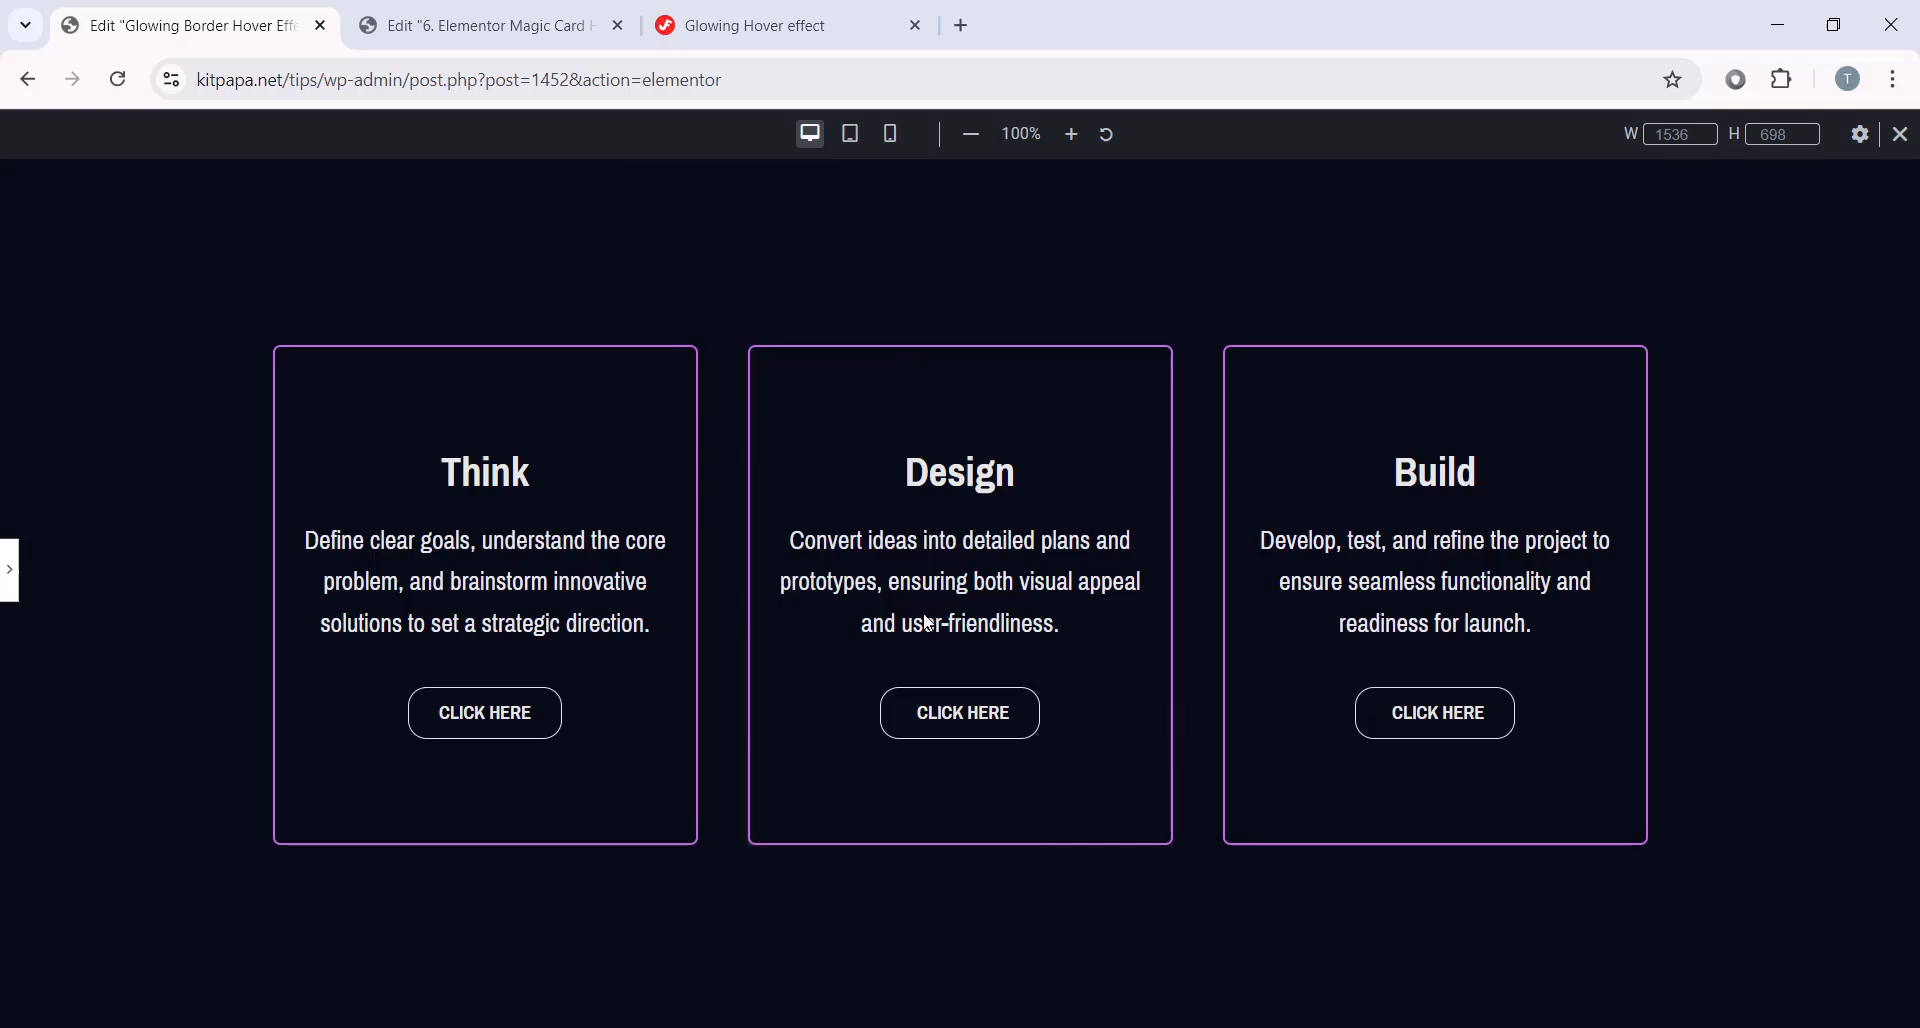 Edit "Glowing Border Hover Effe
Edit "6. Elementor Magic Card H
Glowing Hover effect
kitpapa.net/tips/wp-admin/post.php?post=1452&action=elementor
T
100%
W 1536 H 698
Think
Define clear goals, understand the core
problem, and brainstorm innovative
solutions to set a strategic direction.
CLICK HERE
Design
Convert ideas into detailed plans and
prototypes, ensuring both visual appeal
and user-friendliness.
CLICK HERE
Build
Develop, test, and refine the project to
ensure seamless functionality and
readiness for launch.
CLICK HERE